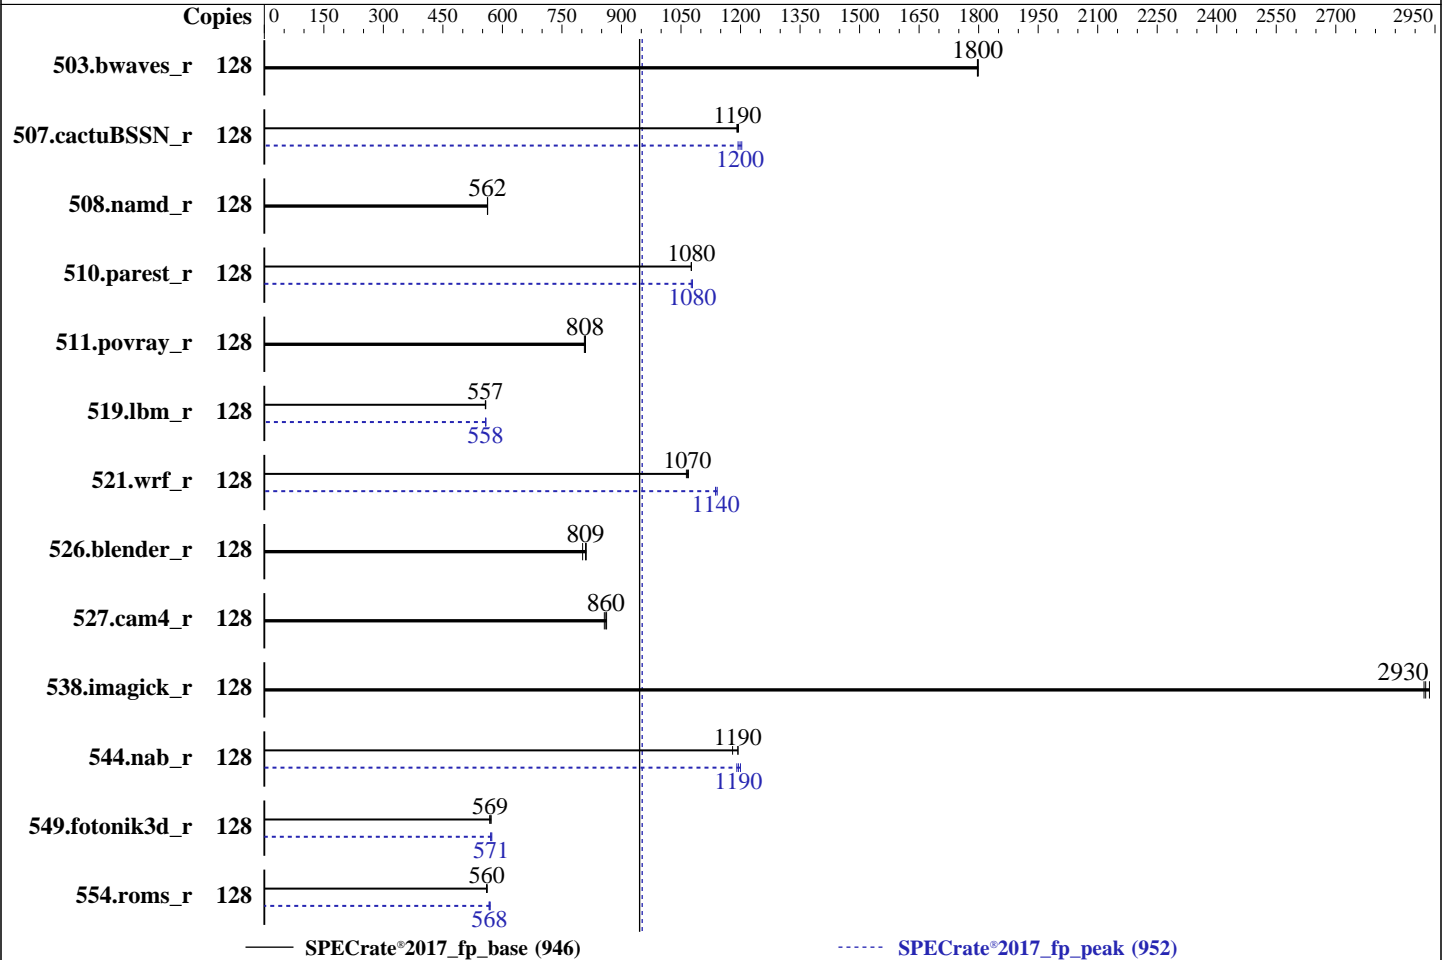 Copies 0 150 300 450 600 750 900 1050 1200 1350 1500 1650 1800 1950 2100 2250 2400 2550 2700 2950
1800
503.bwaves_r 128
1190
507.cactuBSSN_r 128
1200
562
508.namd_r 128
1080
510.parest_r 128
1080
808
511.povray_r 128
557
519.lbm_r 128
558
1070
521.wrf_r 128
1140
809
526.blender_r 128
860
527.cam4_r 128
2930
538.imagick_r 128
1190
544.nab_r 128
1190
569
549.fotonik3d_r 128
571
560
554.roms_r 128
568
SPECrate®2017_fp_base (946) SPECrate®2017_fp_peak (952)